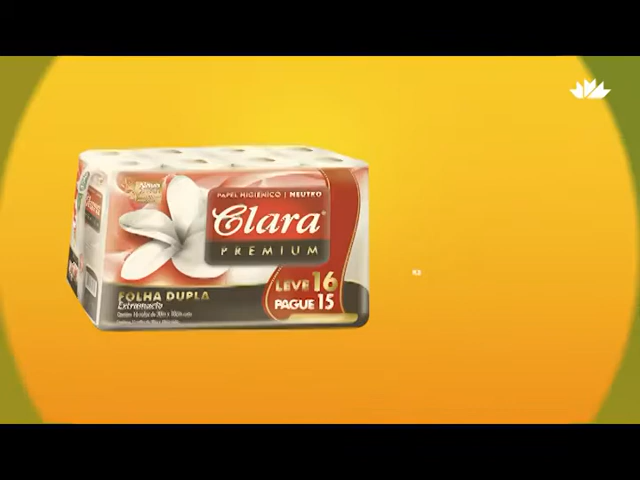 PAPEL HIGIÊNICO | NEUTRO
Clara
PREMIUM
LEVE 16
PAGUE 15
FOLHA DUPLA
Extramacio
R$